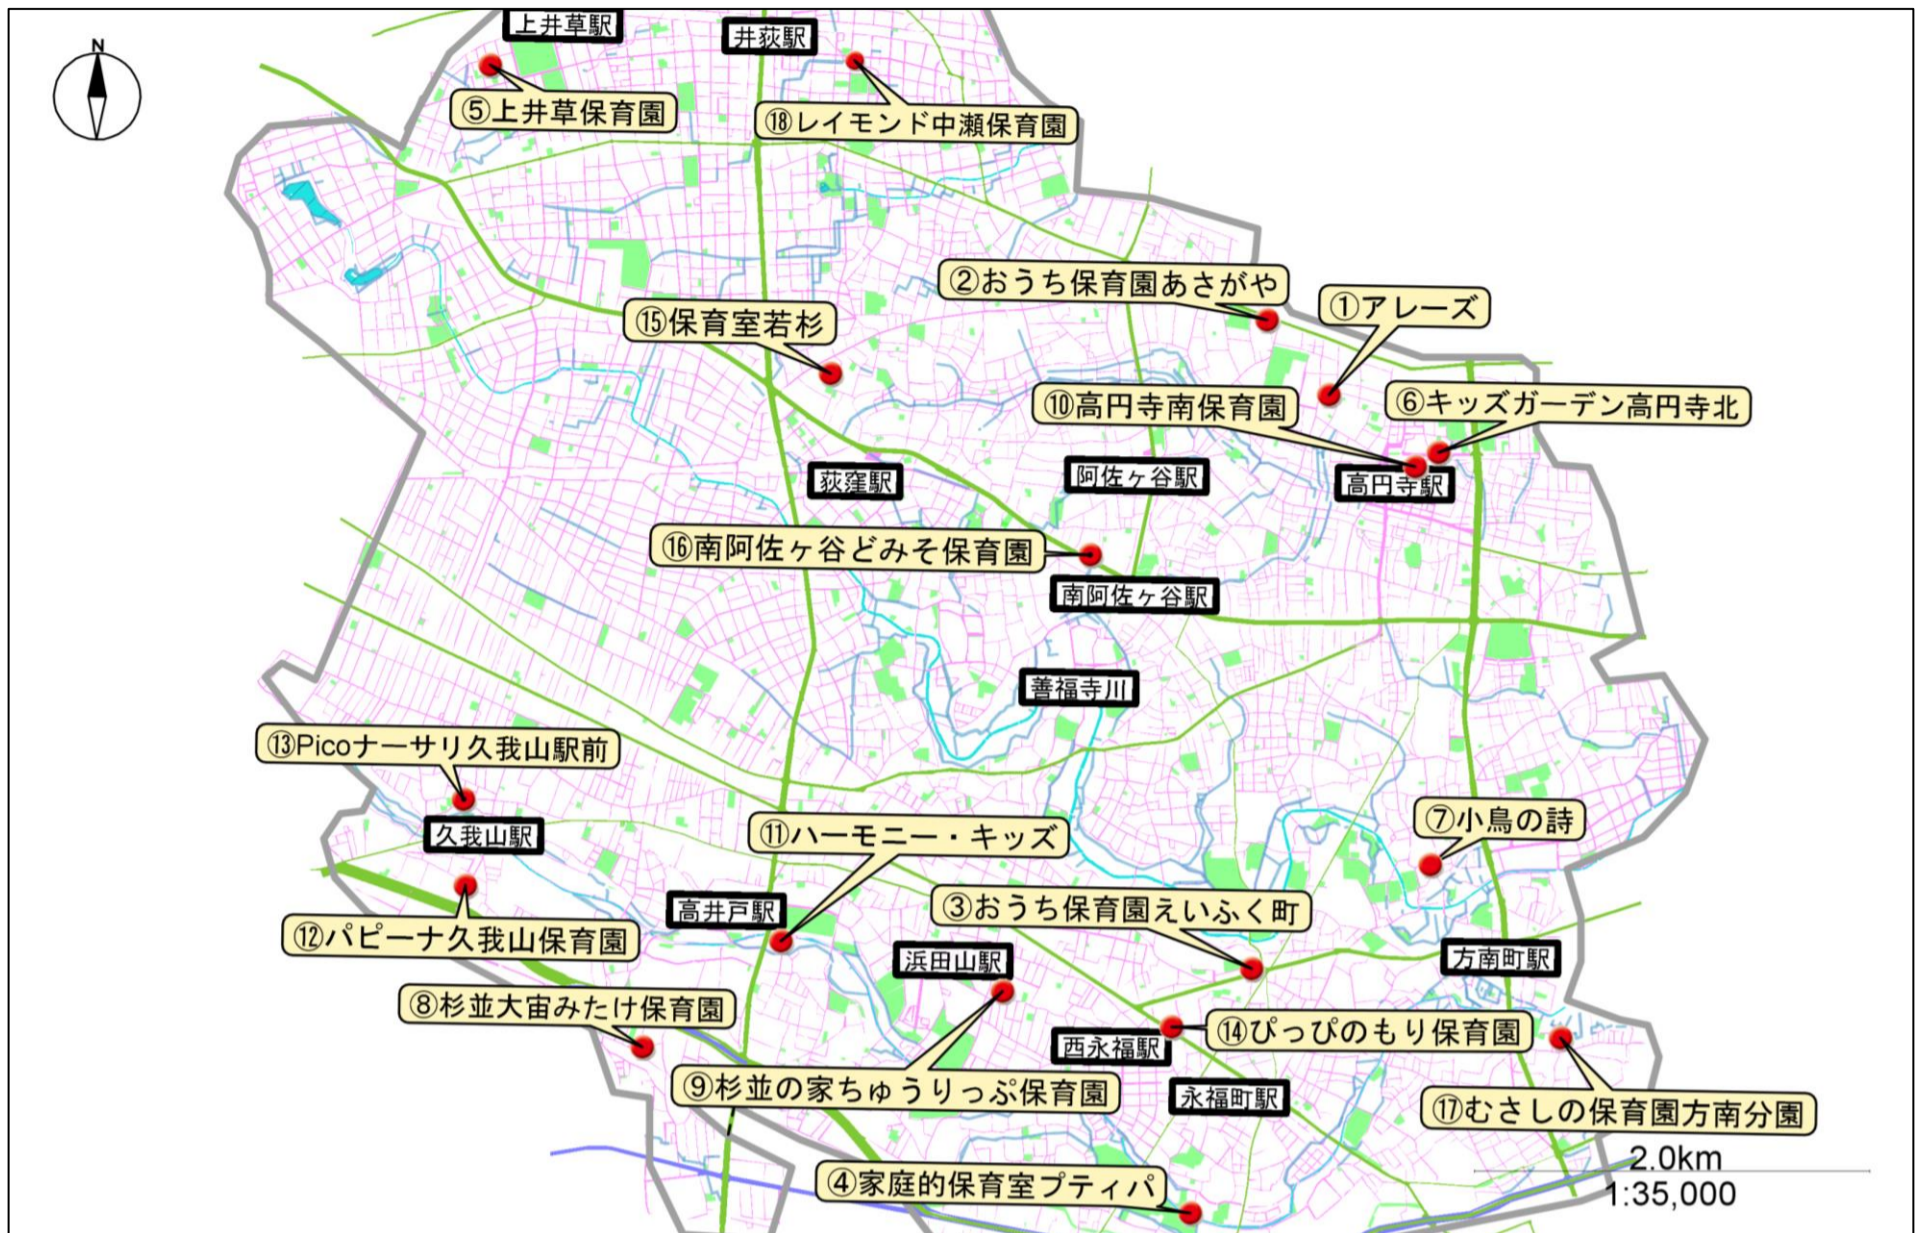 N
上井草駅
井荻駅
⑤上井草保育園
⑱レイモンド中瀬保育園
②おうち保育園あさがや
①アレーズ
⑮保育室若杉
⑩高円寺南保育園
⑥キッズガーデン高円寺北
荻窪駅
阿佐ヶ谷駅
高円寺駅
⑯南阿佐ヶ谷どみそ保育園
南阿佐ヶ谷駅
善福寺川
⑬Picoナーサリ久我山駅前
久我山駅
⑪ハーモニー・キッズ
⑦小鳥の詩
高井戸駅
③おうち保育園えいふく町
⑫パピーナ久我山保育園
浜田山駅
方南町駅
⑧杉並大宙みたけ保育園
西永福駅
⑭ぴっぴのもり保育園
⑨杉並の家ちゅうりっぷ保育園
永福町駅
⑰むさしの保育園方南分園
④家庭的保育室プティパ
2.0km
1:35,000